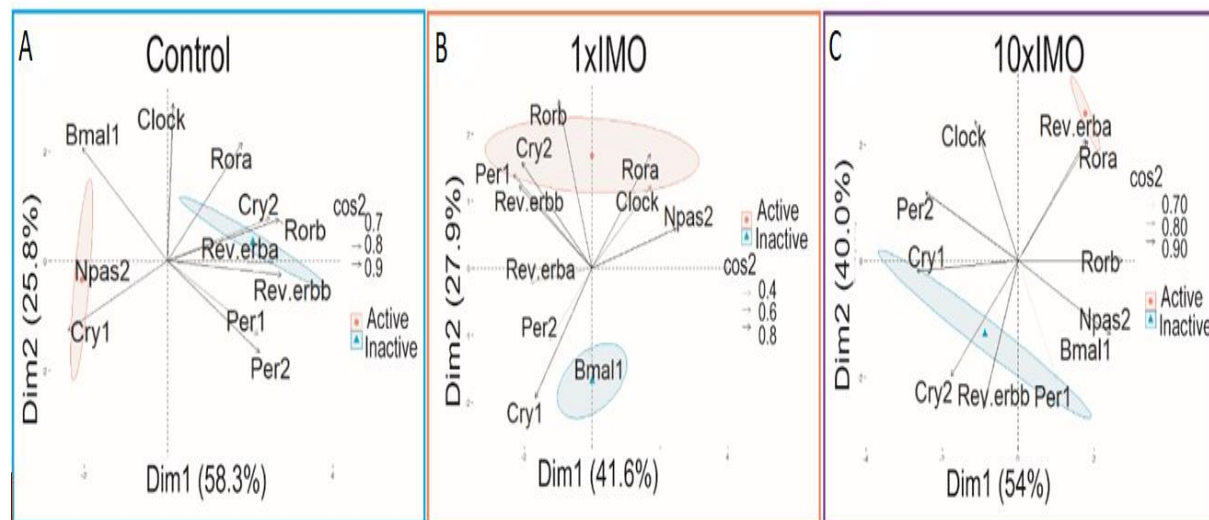 A
Control
Bmal1
Clock
Rora
Cry2
Rorb
Rev.erba
Rev.erbb
Npas2
Cry1
Per1
Per2
cos2
0.7
0.8
0.9
Active
Inactive
Dim2 (25.8%)
Dim1 (58.3%)
B
1xIMO
Rorb
Cry2
Per1
Rev.erbb
Rora
Clock
Npas2
Rev.erba
Per2
Bmal1
Cry1
Active
Inactive
cos2
0.4
0.6
0.8
Dim2 (27.9%)
Dim1 (41.6%)
C
10xIMO
Clock
Rev.erba
Rora
Per2
Cry1
Rorb
Npas2
Bmal1
Cry2
Rev.erbb
Per1
cos2
0.70
0.80
0.90
Active
Inactive
Dim2 (40.0%)
Dim1 (54%)